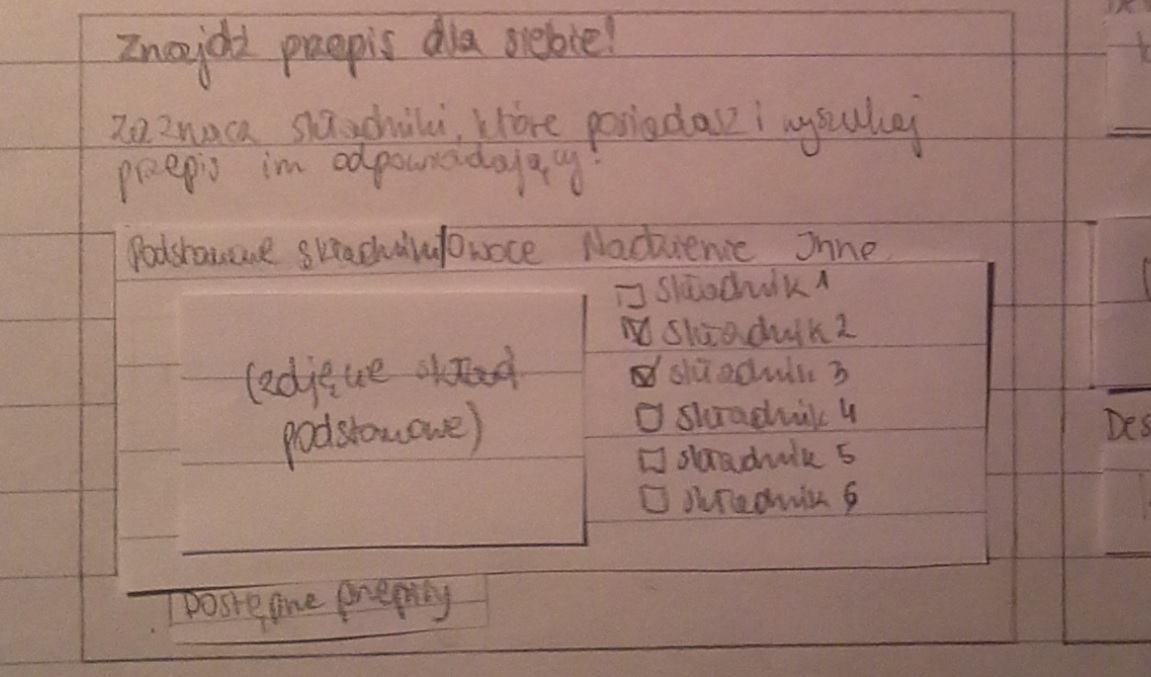 Znajdź przepis dla siebie!
Zaznacz składniki, które posiadasz i wyszukaj
przepis im odpowiadający.
Podstawowe składniki/Owoce Nadzienie Inne
(zdjęcie skład
podstawowe)
składnik 1
składnik 2
składnik 3
składnik 4
składnik 5
składnik 6
Dostępne przepisy
Des